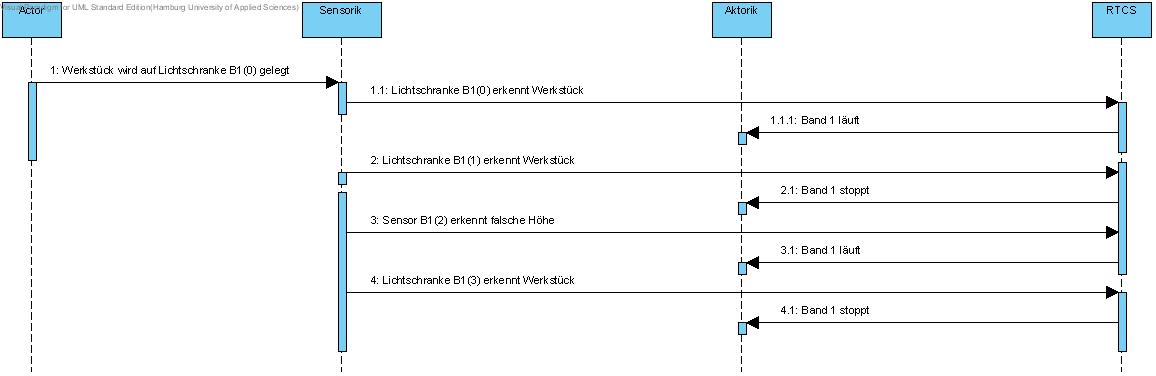 Visual Paradigm for UML Standard Edition(Hamburg University of Applied Sciences)
Actor
Sensorik
Aktorik
RTCS
1: Werkstück wird auf Lichtschranke B1(0) gelegt
1.1: Lichtschranke B1(0) erkennt Werkstück
1.1.1: Band 1 läuft
2: Lichtschranke B1(1) erkennt Werkstück
2.1: Band 1 stoppt
3: Sensor B1(2) erkennt falsche Höhe
3.1: Band 1 läuft
4: Lichtschranke B1(3) erkennt Werkstück
4.1: Band 1 stoppt